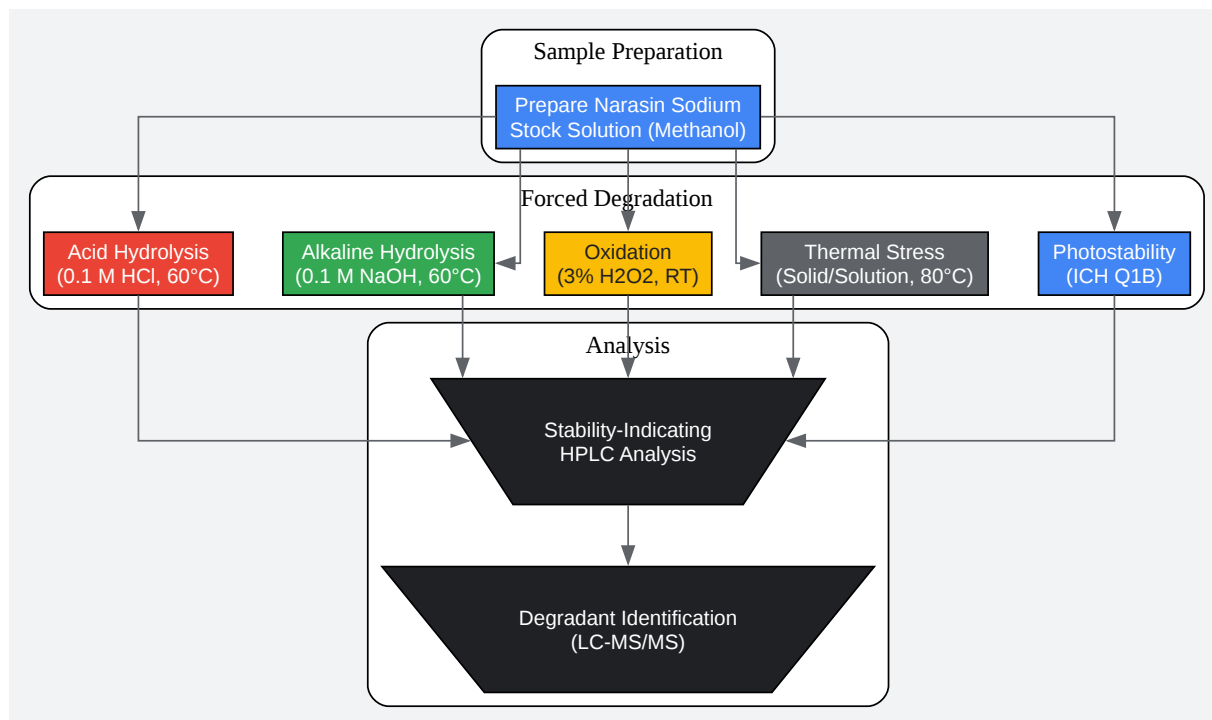 Sample Preparation
Prepare Narasin Sodium
Stock Solution (Methanol)
Forced Degradation
Acid Hydrolysis
(0.1 M HCl, 60°C)
Alkaline Hydrolysis
(0.1 M NaOH, 60°C)
Oxidation
(3% H2O2, RT)
Thermal Stress
(Solid/Solution, 80°C)
Photostability
(ICH Q1B)
Analysis
Stability-Indicating
HPLC Analysis
Degradant Identification
(LC-MS/MS)